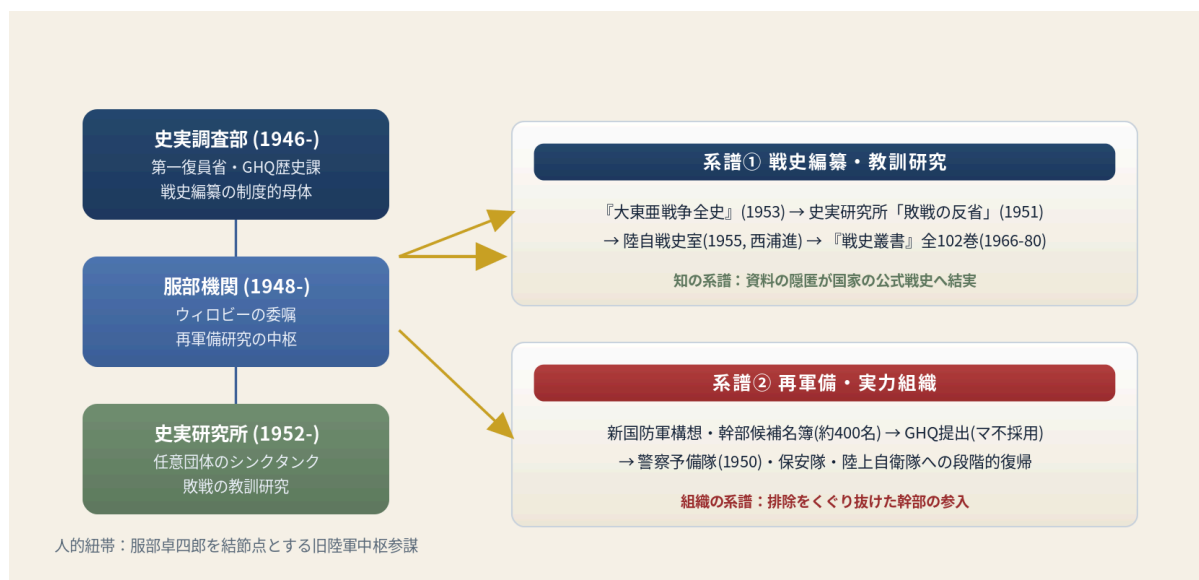 史実調査部 (1946-)
第一復員省・GHQ歴史課
戦史編纂の制度的母体
服部機関 (1948-)
ウィロビーの委嘱
再軍備研究の中枢
史実研究所 (1952-)
任意団体のシンクタンク
敗戦の教訓研究
人的紐帯：服部卓四郎を結節点とする旧陸軍中枢参謀
系譜① 戦史編纂・教訓研究
『大東亜戦争全史』(1953) → 史実研究所「敗戦の反省」(1951)
→ 陸自戦史室(1955, 西浦進) → 『戦史叢書』全102巻(1966-80)
知の系譜：資料の隠匿が国家の公式戦史へ結実
系譜② 再軍備・実力組織
新国防軍構想・幹部候補名簿(約400名) → GHQ提出(マ不採用)
→ 警察予備隊(1950)・保安隊・陸上自衛隊への段階的復帰
組織の系譜：排除をくぐり抜けた幹部の参入